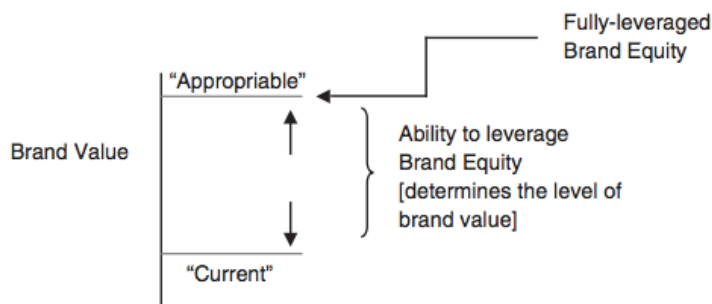 Fully-leveraged
Brand Equity
“Appropriable”
Brand Value
Ability to leverage
Brand Equity
[determines the level of
brand value]
“Current”